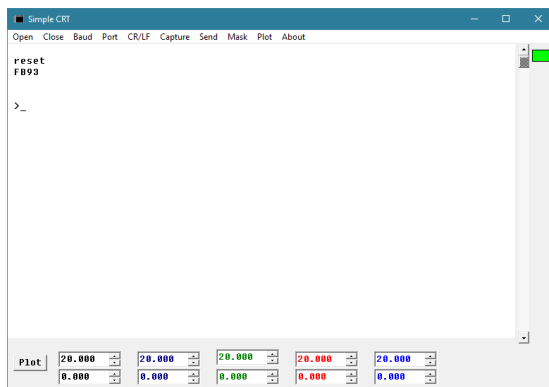 Simple CRT
Open Close Baud Port CR/LF Capture Send Mask Plot About
reset
FB93
>_
Plot 20.000 20.000 20.000 20.000 20.000
0.000 0.000 0.000 0.000 0.000